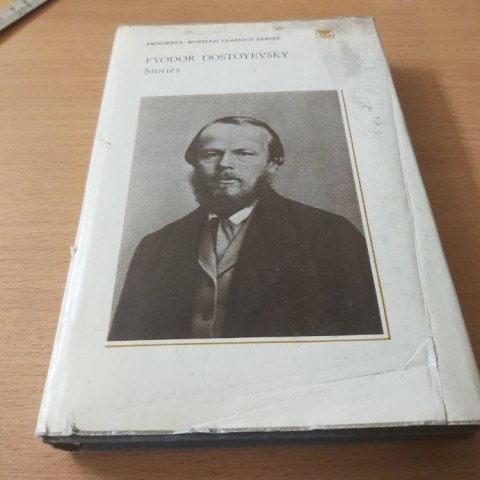 PROGRESS · RUSSIAN CLASSICS SERIES
FYODOR DOSTOYEVSKY
Stories